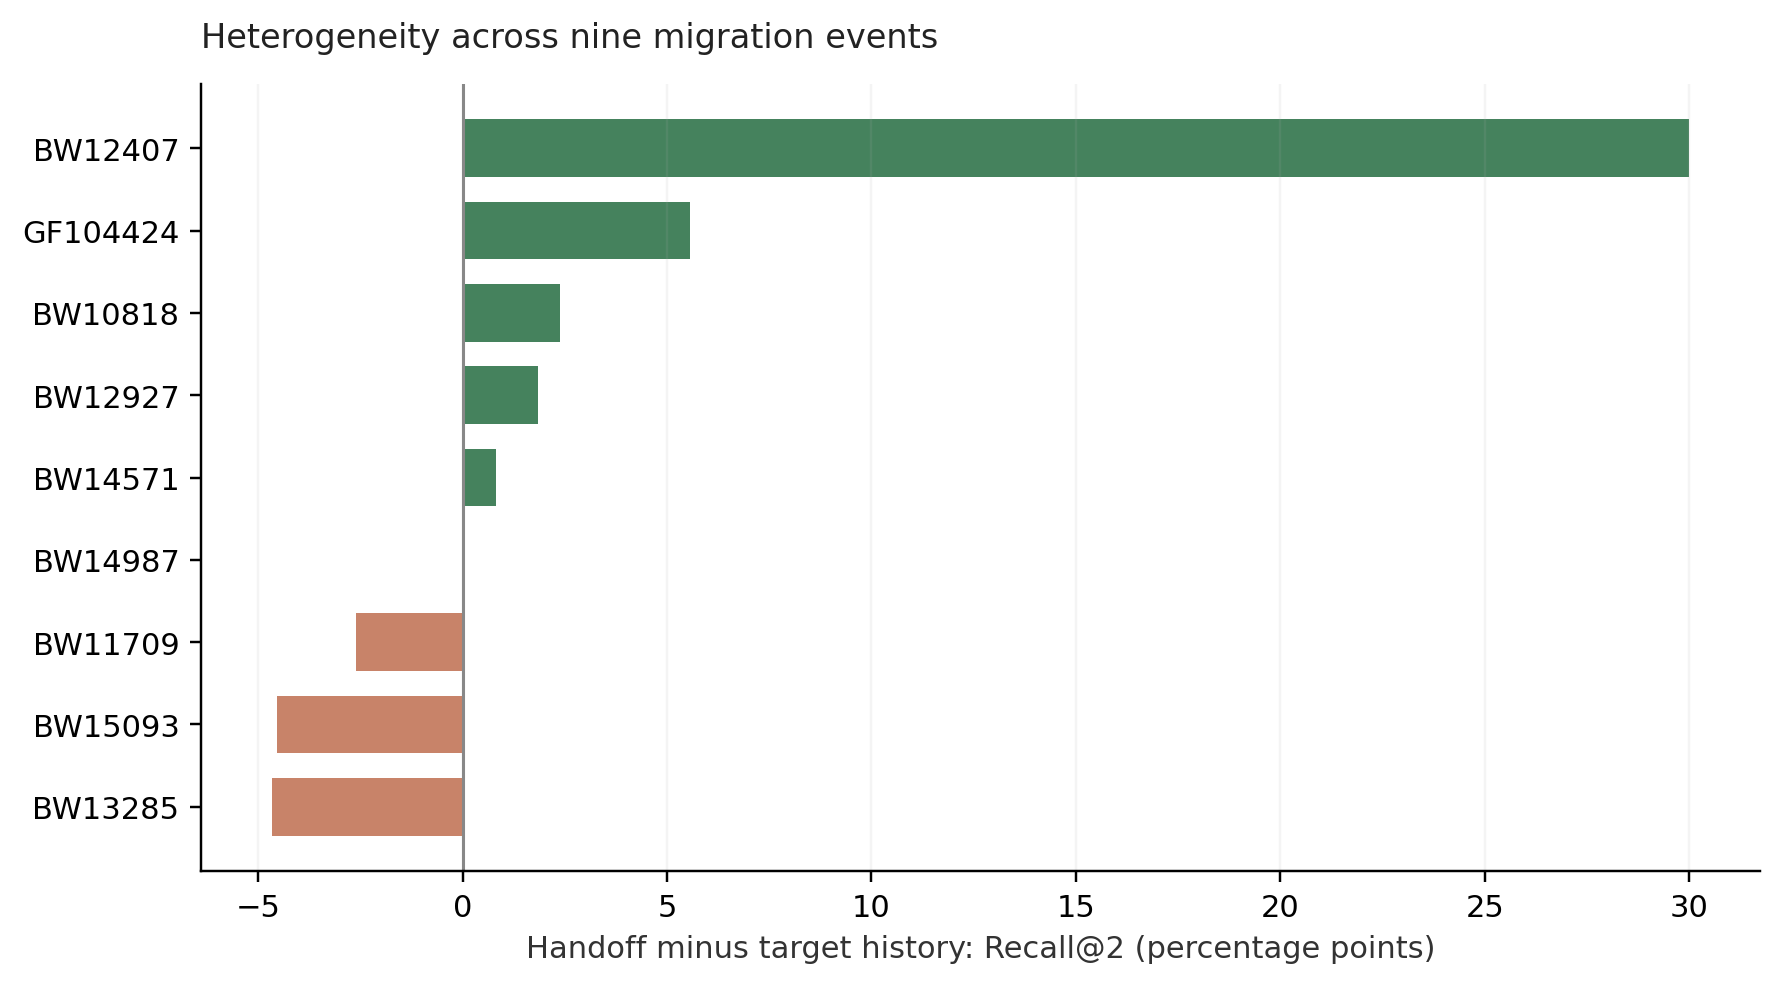 Heterogeneity across nine migration events
BW12407
GF104424
BW10818
BW12927
BW14571
BW14987
BW11709
BW15093
BW13285
−5 0 5 10 15 20 25 30
Handoff minus target history: Recall@2 (percentage points)